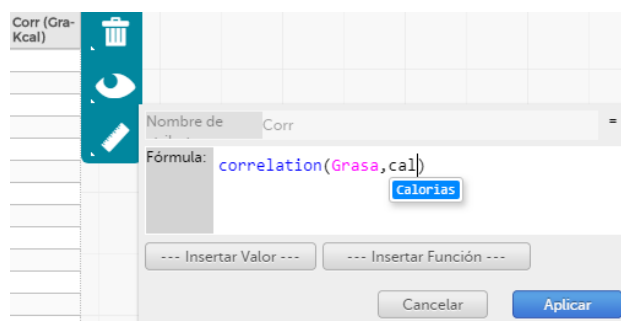 Corr (Gra-
Kcal)
Nombre de
Corr
=
Fórmula:
correlation(Grasa,cal)
Calorias
--- Insertar Valor ---
--- Insertar Función ---
Cancelar
Aplicar